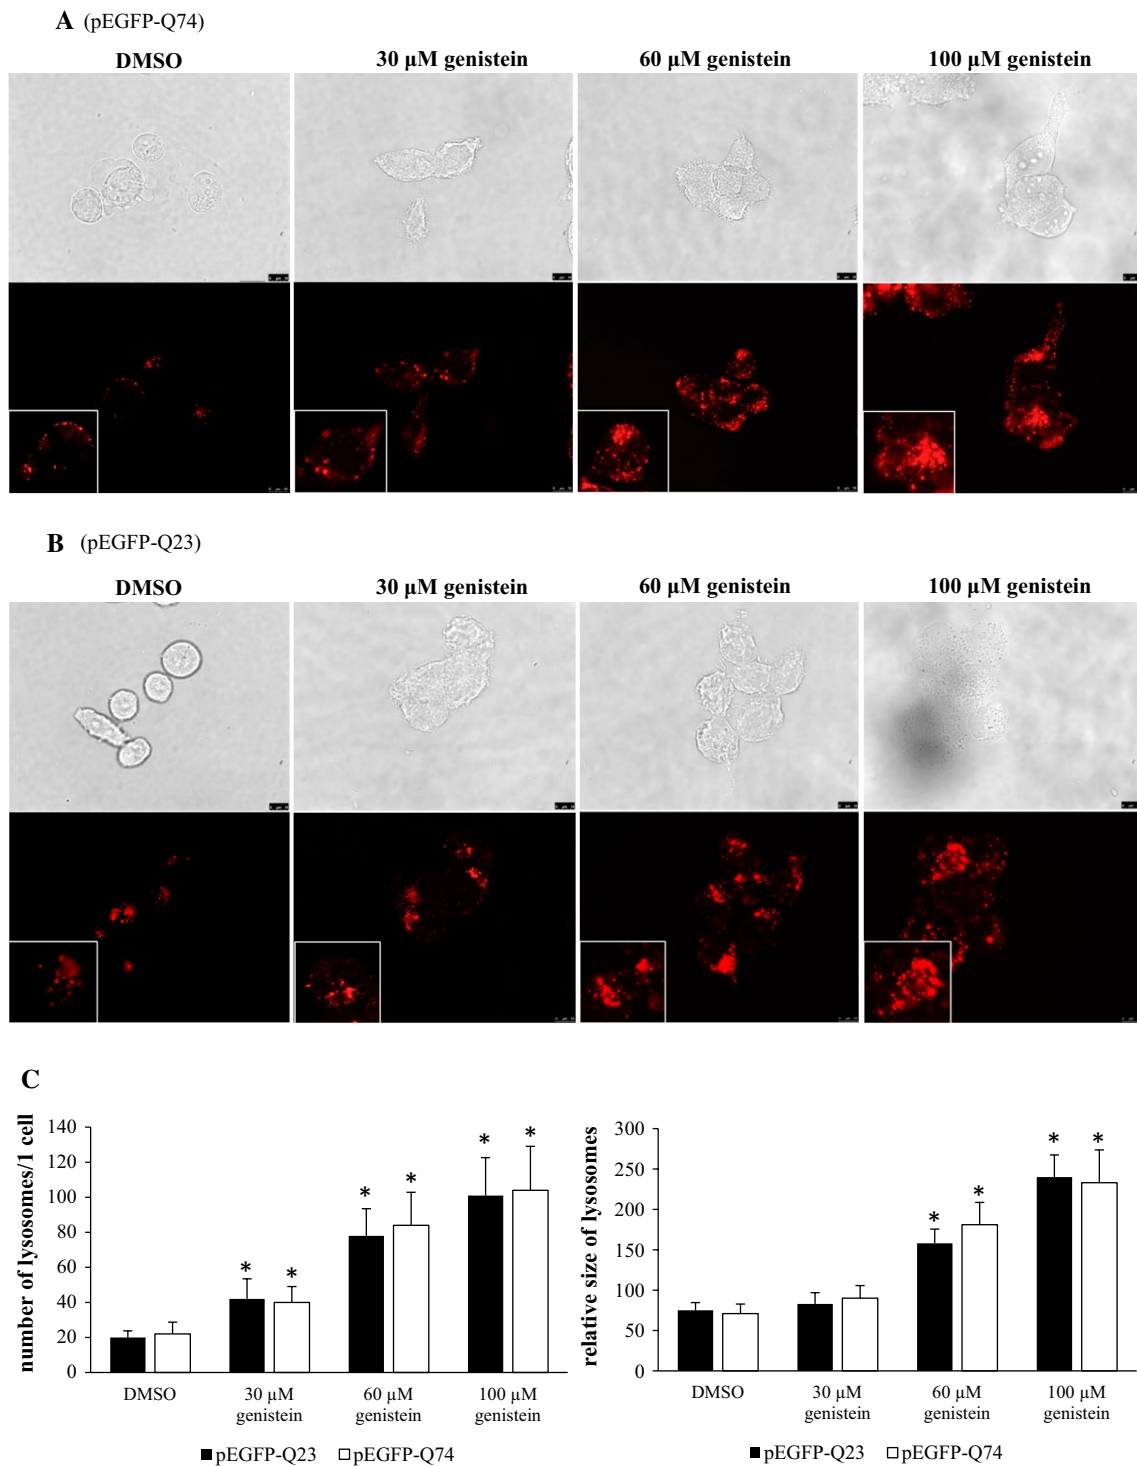 A (pEGFP-Q74)
DMSO 30 µM genistein 60 µM genistein 100 µM genistein
B (pEGFP-Q23)
DMSO 30 µM genistein 60 µM genistein 100 µM genistein
C
number of lysosomes/1 cell
140
120
100
80
60
40
20
0
DMSO 30 µM genistein 60 µM genistein 100 µM genistein
* * * * * *
pEGFP-Q23 pEGFP-Q74
relative size of lysosomes
300
250
200
150
100
50
0
DMSO 30 µM genistein 60 µM genistein 100 µM genistein
* * * *
pEGFP-Q23 pEGFP-Q74